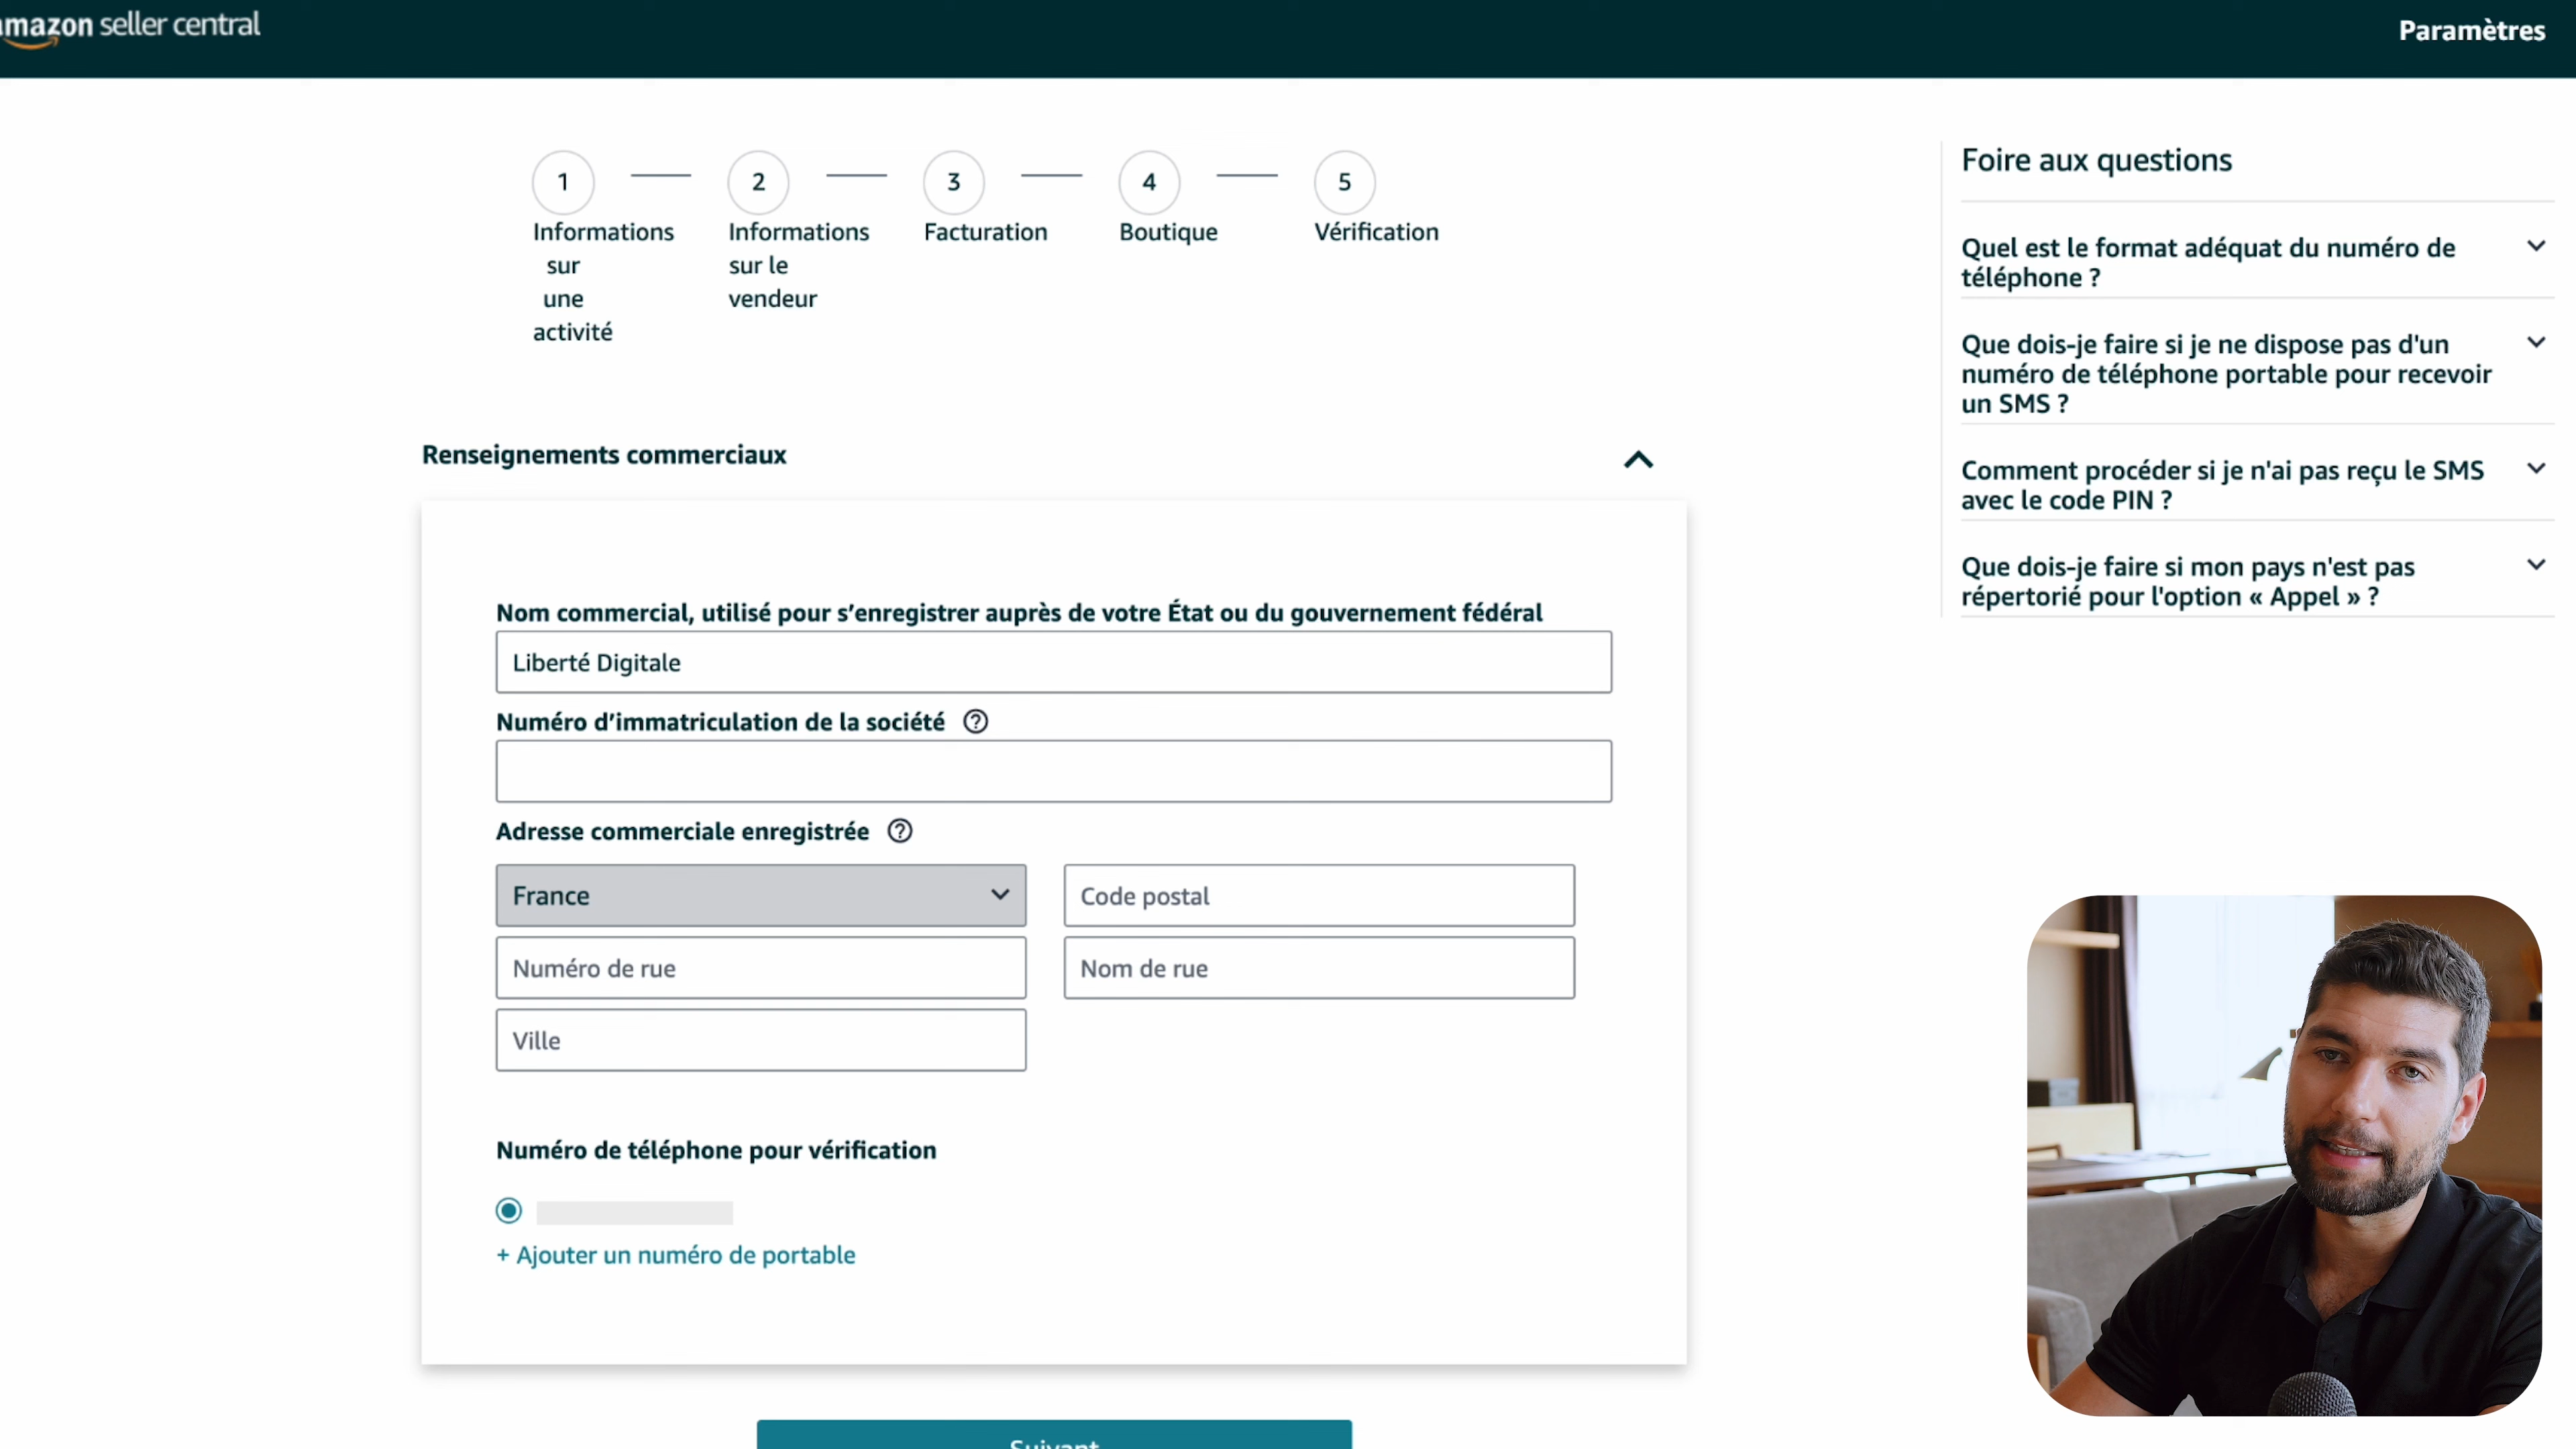 amazon seller central
Paramètres
1
2
3
4
5
Informations
sur
une
activité
Informations
sur le
vendeur
Facturation
Boutique
Vérification
Foire aux questions
Quel est le format adéquat du numéro de
téléphone ?
Que dois-je faire si je ne dispose pas d'un
numéro de téléphone portable pour recevoir
un SMS ?
Comment procéder si je n'ai pas reçu le SMS
avec le code PIN ?
Que dois-je faire si mon pays n'est pas
répertorié pour l'option « Appel » ?
Renseignements commerciaux
Nom commercial, utilisé pour s’enregistrer auprès de votre État ou du gouvernement fédéral
Liberté Digitale
Numéro d’immatriculation de la société ?
Adresse commerciale enregistrée ?
France
Code postal
Numéro de rue
Nom de rue
Ville
Numéro de téléphone pour vérification
+ Ajouter un numéro de portable
Suivant